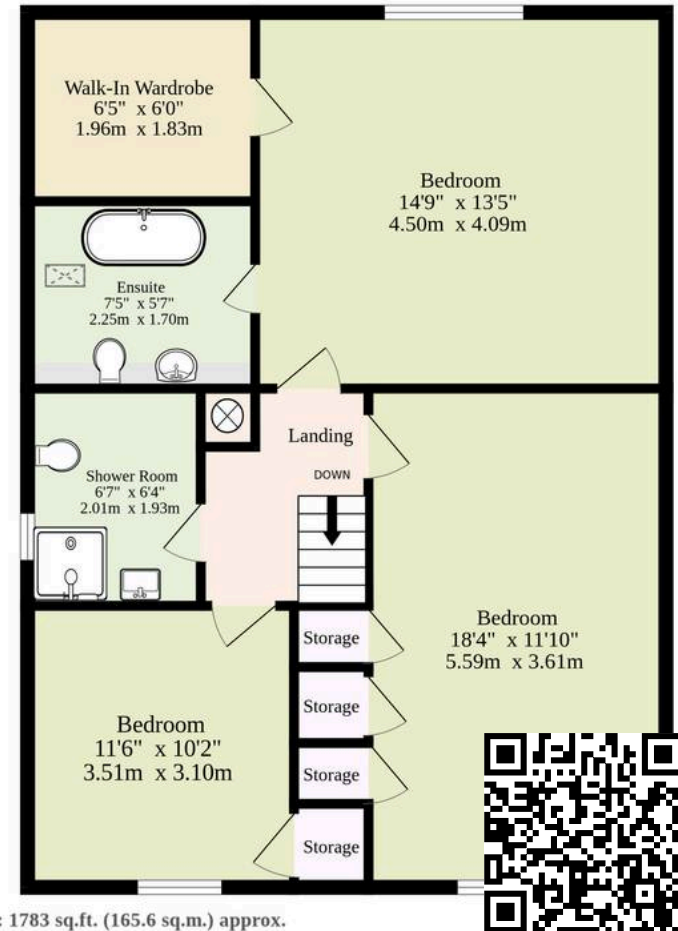 Walk-In Wardrobe
6'5" x 6'0"
1.96m x 1.83m
Bedroom
14'9" x 13'5"
4.50m x 4.09m
Ensuite
7'5" x 5'7"
2.25m x 1.70m
Landing
DOWN
Shower Room
6'7" x 6'4"
2.01m x 1.93m
Bedroom
18'4" x 11'10"
5.59m x 3.61m
Storage
Storage
Storage
Storage
Bedroom
11'6" x 10'2"
3.51m x 3.10m
: 1783 sq.ft. (165.6 sq.m.) approx.